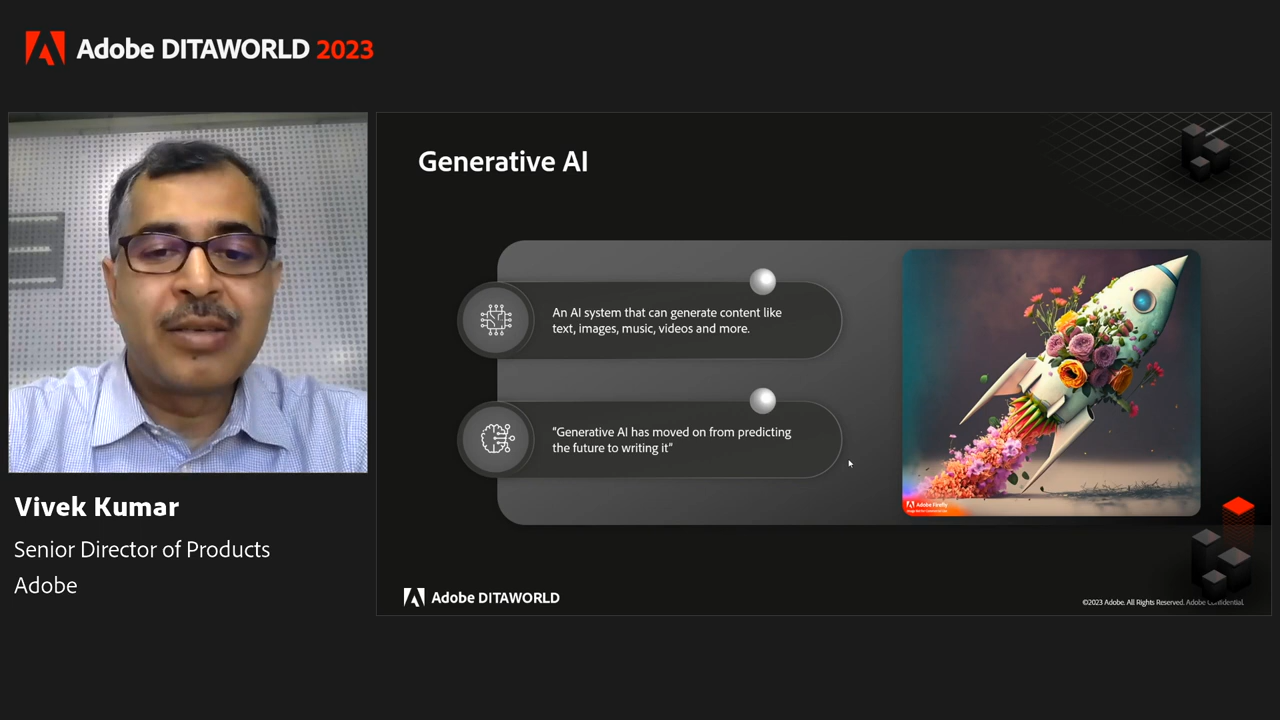 Adobe DITAWORLD 2023
Generative AI
An AI system that can generate content like
text, images, music, videos and more.
“Generative AI has moved on from predicting
the future to writing it”
Adobe Firefly
Vivek Kumar
Senior Director of Products
Adobe
Adobe DITAWORLD
©2023 Adobe. All Rights Reserved. Adobe Confidential.